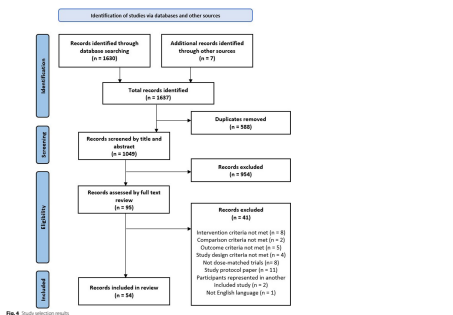 Identification of studies via databases and other sources
Identification
Records identified through
database searching
(n = 1630)
Additional records identified
through other sources
(n = 7)
Total records identified
(n = 1637)
Duplicates removed
(n = 588)
Screening
Records screened by title and
abstract
(n = 1049)
Records excluded
(n = 954)
Eligibility
Records assessed by full text
review
(n = 95)
Records excluded
(n = 41)
Intervention criteria not met (n = 8)
Comparison criteria not met (n = 2)
Outcome criteria not met (n = 5)
Study design criteria not met (n = 4)
Not dose-matched trials (n= 8)
Study protocol paper (n = 11)
Participants represented in another
Included study (n = 2)
Not English language (n = 1)
Included
Records included in review
(n = 54)
Fig. 4 Study selection results